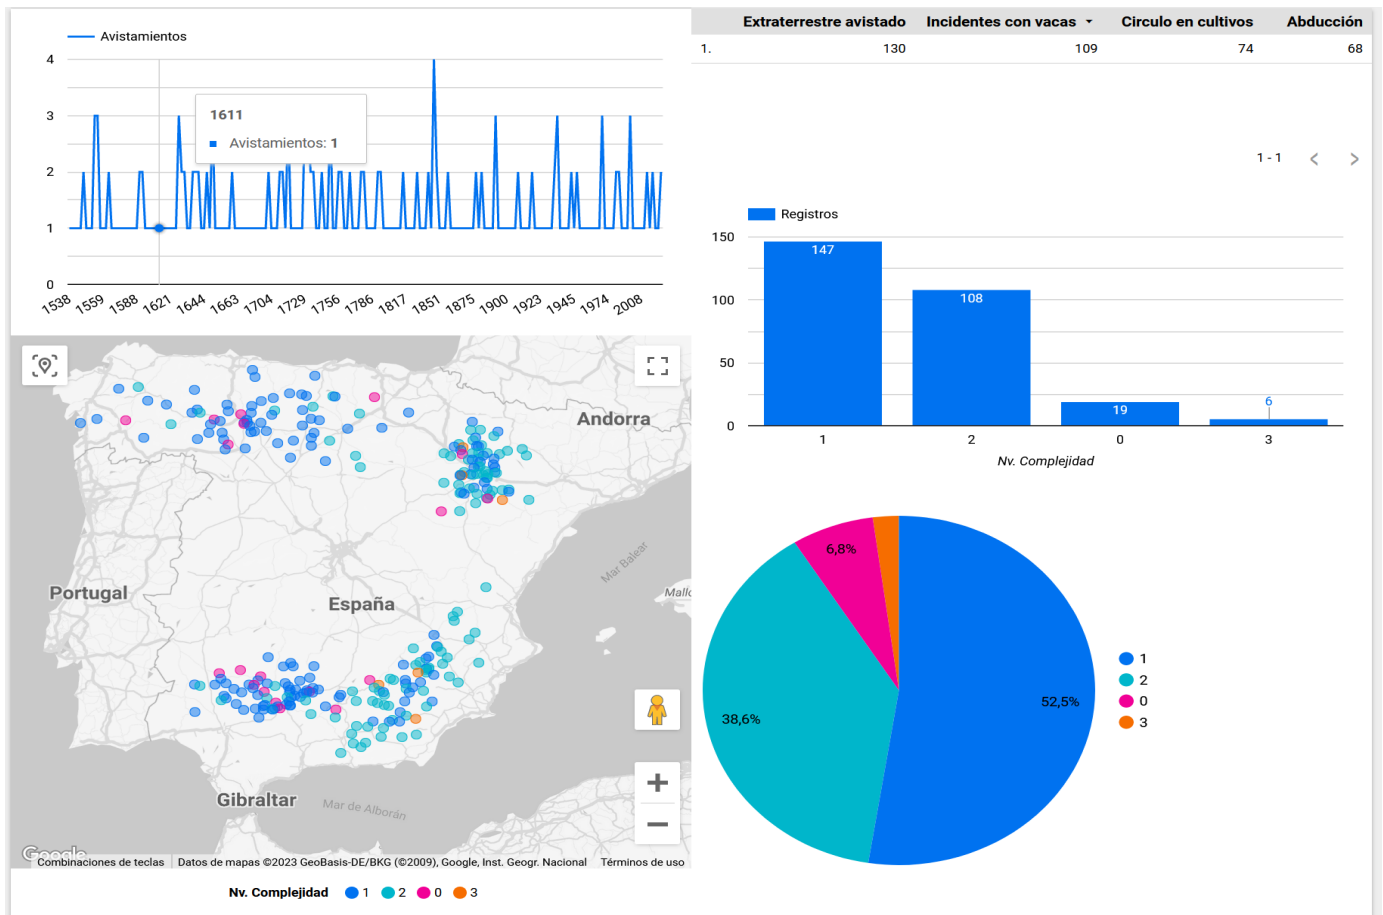 Avistamientos
4
3
2
1
0
1611
Avistamientos: 1
1538 1559 1588 1621 1644 1663 1704 1729 1756 1786 1817 1851 1875 1900 1923 1945 1974 2008
Extraterrestre avistado Incidentes con vacas Circulo en cultivos Abducción
1. 130 109 74 68
1 - 1
Registros
150
100
50
0
147
108
19
6
1 2 0 3
Nv. Complejidad
Andorra
Portugal
España
Mar Balear
Mallo
Gibraltar
Mar de Alborán
Google
Combinaciones de teclas Datos de mapas ©2023 GeoBasis-DE/BKG (©2009), Google, Inst. Geogr. Nacional Términos de uso
Nv. Complejidad 1 2 0 3
6,8%
38,6%
52,5%
1
2
0
3